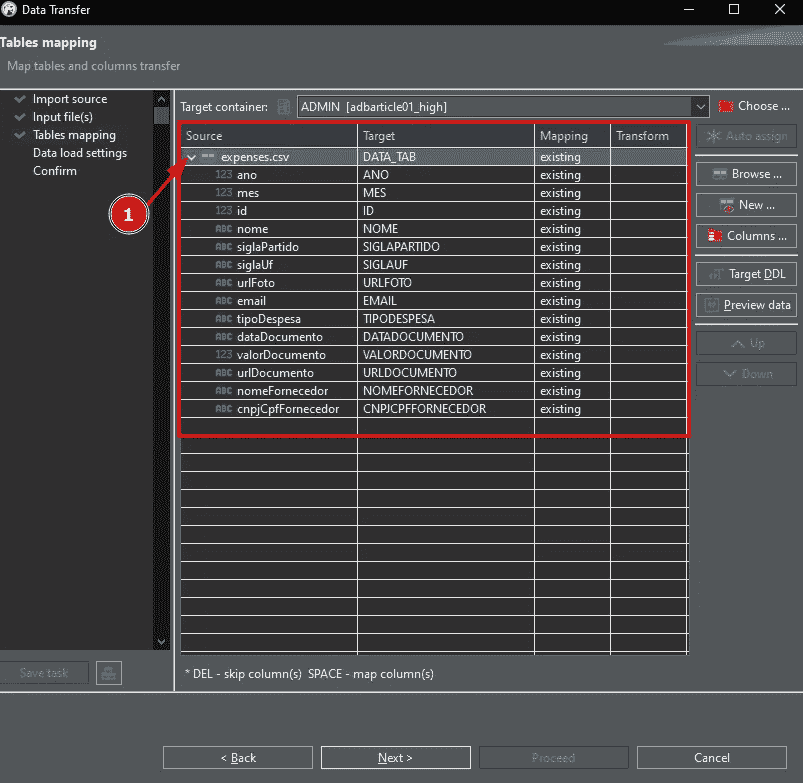 Data Transfer
Tables mapping
Map tables and columns transfer
Import source
Input file(s)
Tables mapping
Data load settings
Confirm
Target container: ADMIN [adbarticle01_high] Choose ...
Source Target Mapping Transform Auto assign
expenses.csv DATA_TAB existing
123 ano ANO existing Browse ...
123 mes MES existing
123 id ID existing New ...
ABC nome NOME existing
ABC siglaPartido SIGLAPARTIDO existing Columns ...
ABC siglaUf SIGLAUF existing
ABC urlFoto URLFOTO existing Target DDL
ABC email EMAIL existing
ABC tipoDespesa TIPODESPESA existing Preview data
ABC dataDocumento DATADOCUMENTO existing
123 valorDocumento VALORDOCUMENTO existing Up
ABC urlDocumento URLDOCUMENTO existing Down
ABC nomeFornecedor NOMEFORNECEDOR existing
ABC cnpjCpfFornecedor CNPJCPFFORNECEDOR existing
1
Save task
* DEL - skip column(s) SPACE - map column(s)
< Back Next > Proceed Cancel